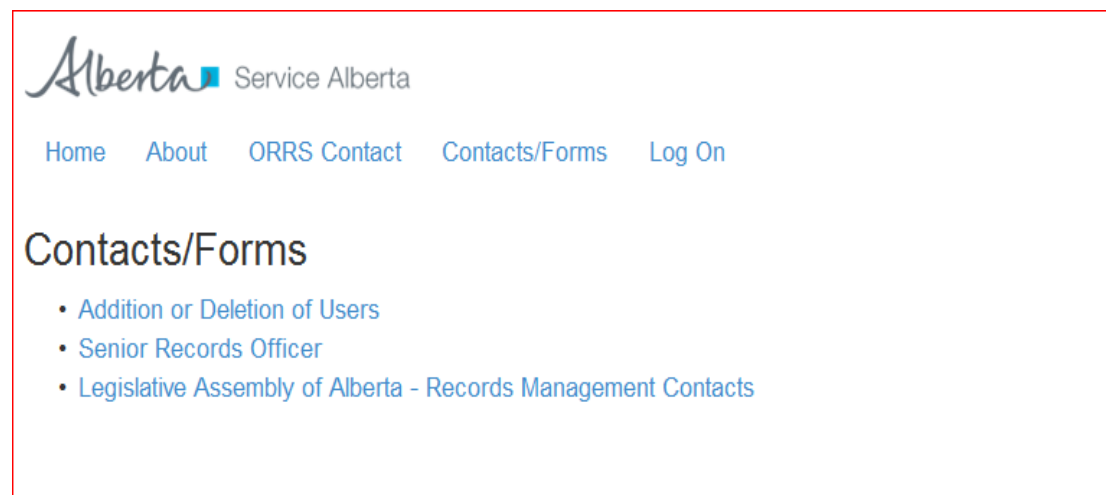 Alberta Service Alberta
Home About ORRS Contact Contacts/Forms Log On
Contacts/Forms
• Addition or Deletion of Users
• Senior Records Officer
• Legislative Assembly of Alberta - Records Management Contacts